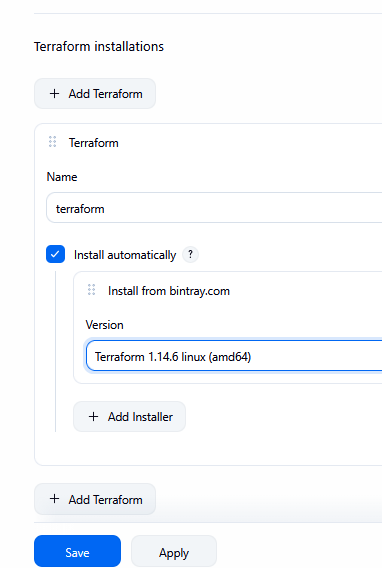 Terraform installations
+ Add Terraform
Terraform
Name
terraform
Install automatically ?
Install from bintray.com
Version
Terraform 1.14.6 linux (amd64)
+ Add Installer
+ Add Terraform
Save Apply